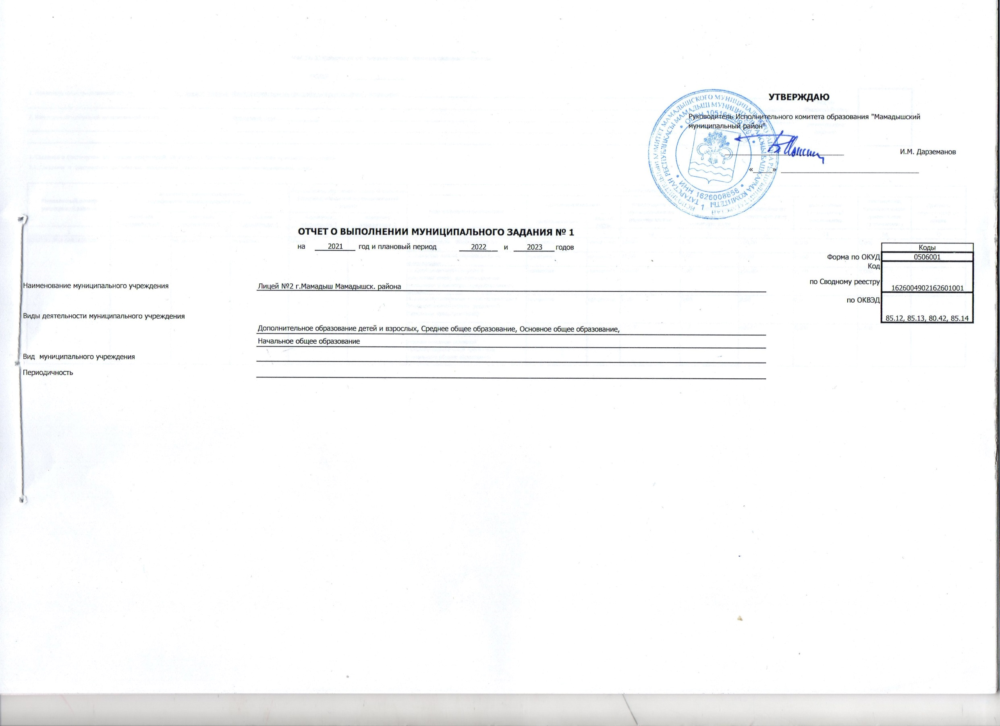 УТВЕРЖДАЮ
Руководитель Исполнительного комитета образования "Мамадышский
муниципальный район"
И.М. Дарземанов
«____»
ИНН 1626008858
ОТЧЕТ О ВЫПОЛНЕНИИ МУНИЦИПАЛЬНОГО ЗАДАНИЯ № 1
на 2021 год и плановый период 2022 и 2023 годов
Коды
Форма по ОКУД 0506001
Код
по Сводному реестру 1626004902162601001
Наименование муниципального учреждения Лицей №2 г.Мамадыш Мамадышск. района
по ОКВЭД 85.12, 85.13, 80.42, 85.14
Виды деятельности муниципального учреждения
Дополнительное образование детей и взрослых, Среднее общее образование, Основное общее образование,
Начальное общее образование
Вид муниципального учреждения
Периодичность